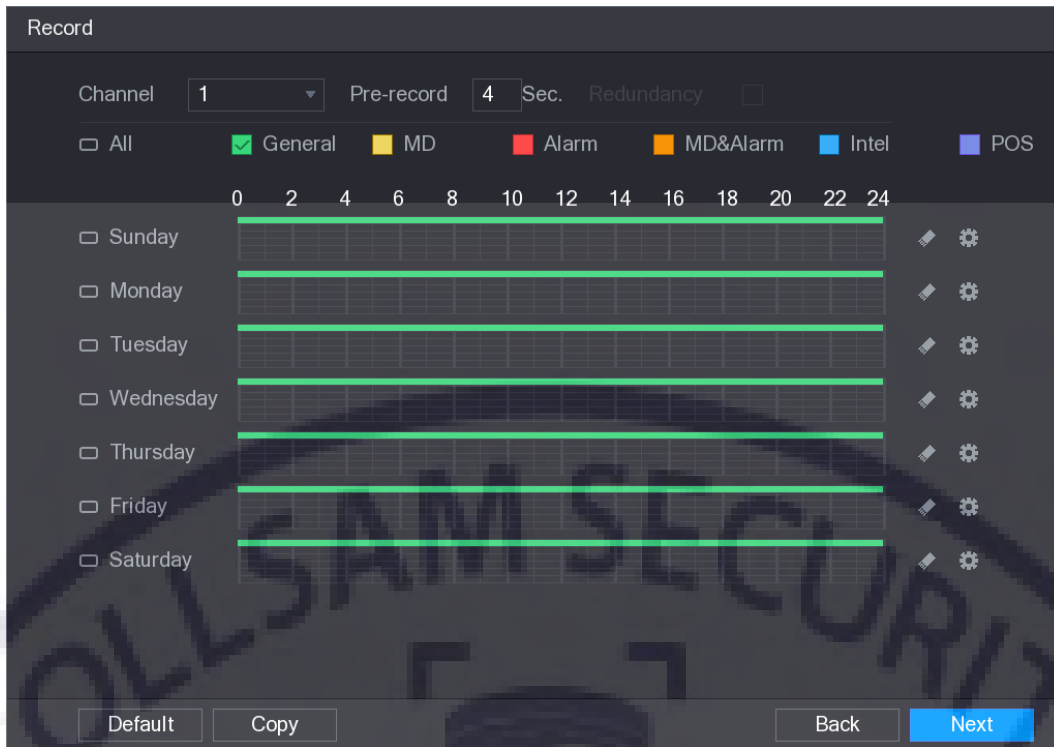 Record
Channel 1 Pre-record 4 Sec. Redundancy
All General MD Alarm MD&Alarm Intel POS
0 2 4 6 8 10 12 14 16 18 20 22 24
Sunday
Monday
Tuesday
Wednesday
Thursday
Friday
Saturday
OLLSAM SECURIT
Default Copy Back Next